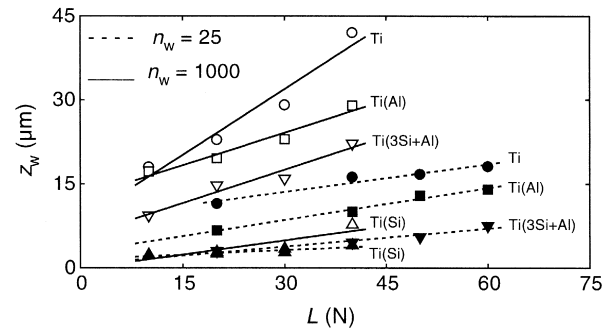 45
n_w = 25
n_w = 1000
Ti
30
Ti(Al)
Ti(3Si+Al)
z_w (μm)
Ti
15
Ti(Al)
Ti(Si)
Ti(3Si+Al)
Ti(Si)
0
0 15 30 45 60 75
L (N)